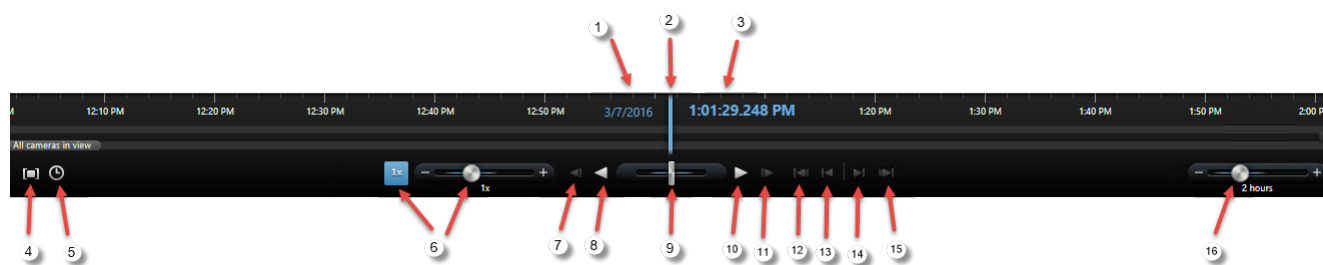 1 2 3
M 12:10 PM 12:20 PM 12:30 PM 12:40 PM 12:50 PM 3/7/2016 1:01:29.248 PM 1:20 PM 1:30 PM 1:40 PM 1:50 PM 2:00 P
All cameras in view
1x
1x 2 hours
4 5 6 7 8 9 10 11 12 13 14 15 16